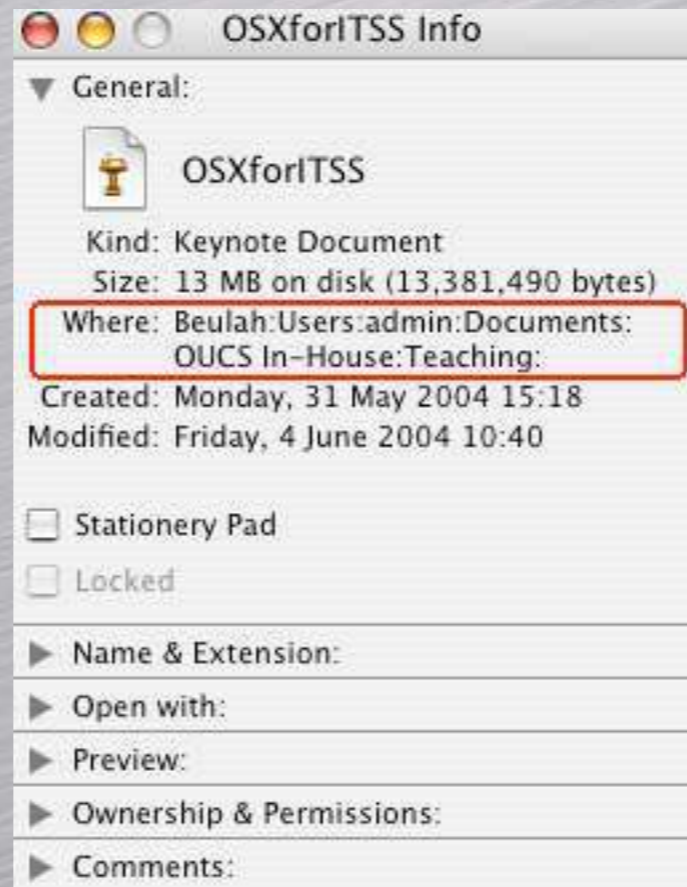 OSXforITSS Info
General:
OSXforITSS
Kind: Keynote Document
Size: 13 MB on disk (13,381,490 bytes)
Where: Beulah:Users:admin:Documents:
OUCS In-House:Teaching:
Created: Monday, 31 May 2004 15:18
Modified: Friday, 4 June 2004 10:40
Stationery Pad
Locked
Name & Extension:
Open with:
Preview:
Ownership & Permissions:
Comments: